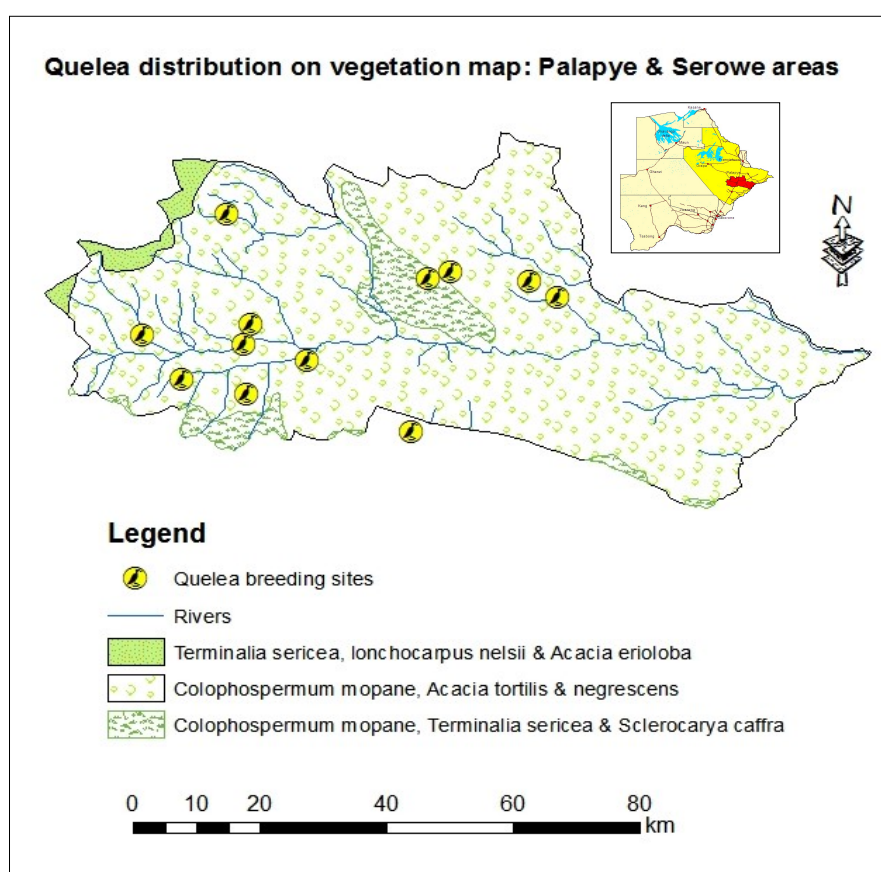 Quelea distribution on vegetation map: Palapye & Serowe areas
N
Legend
Quelea breeding sites
Rivers
Terminalia sericea, lonchocarpus nelsii & Acacia erioloba
Colophospermum mopane, Acacia tortilis & negrescens
Colophospermum mopane, Terminalia sericea & Sclerocarya caffra
0 10 20 40 60 80
km